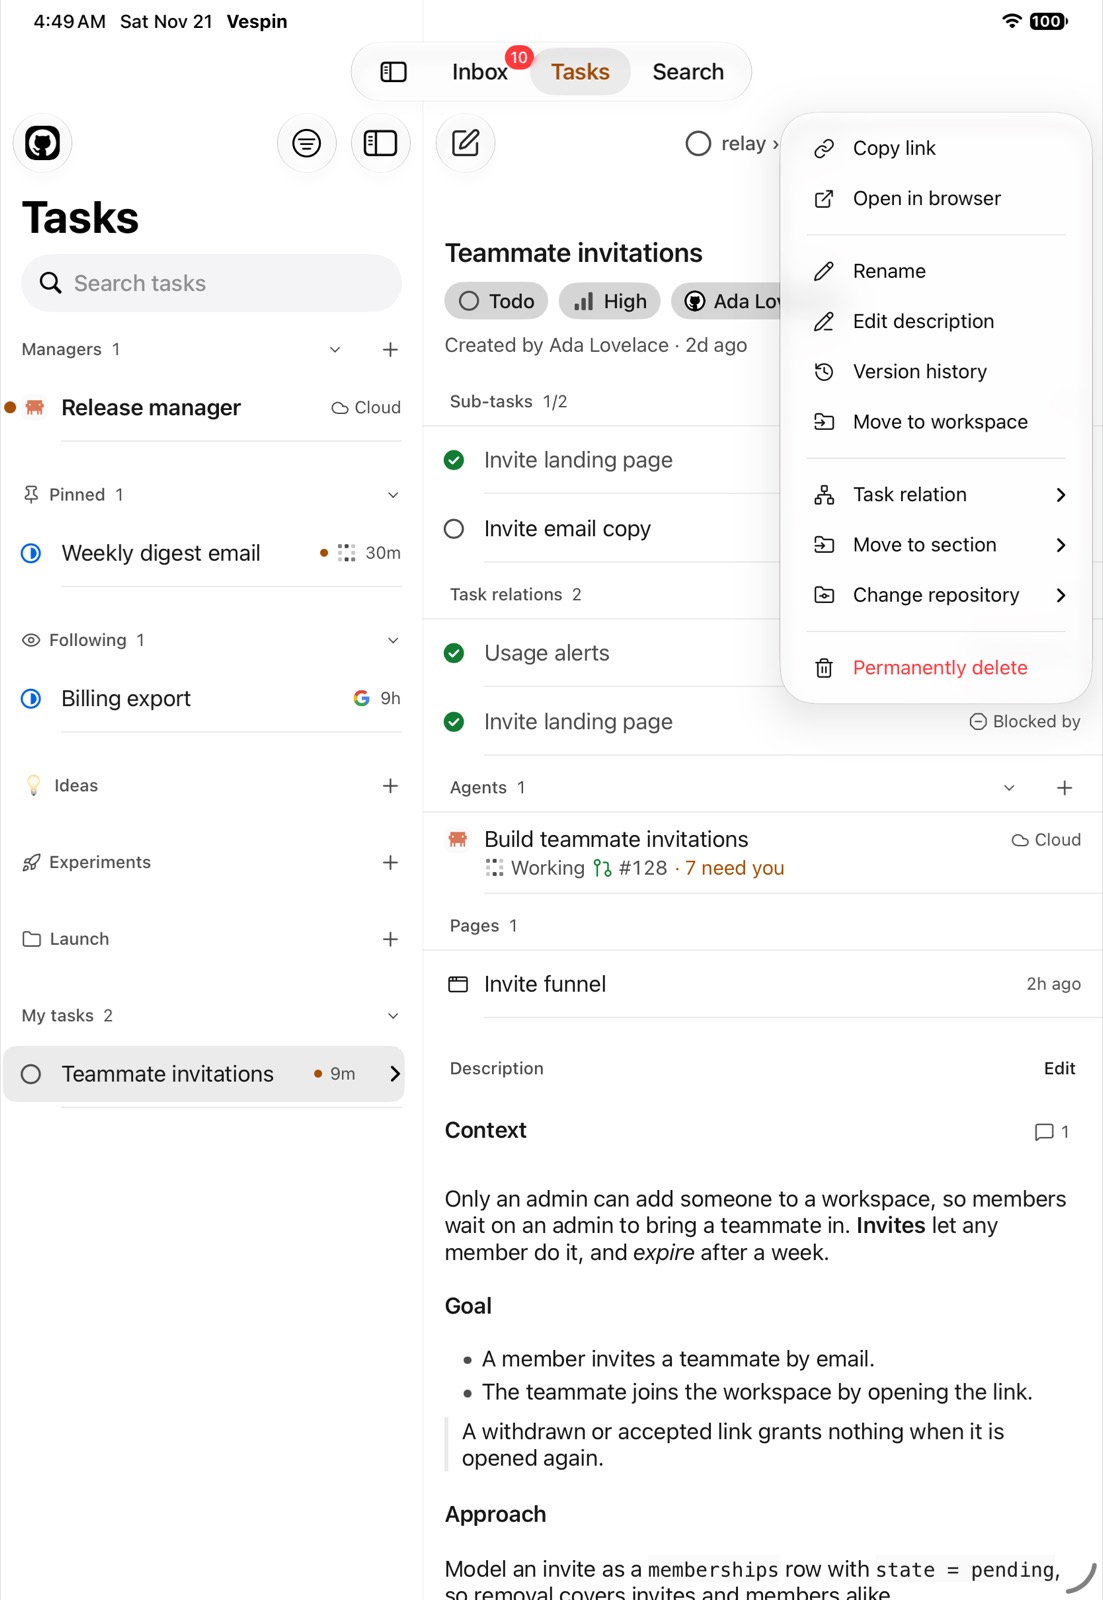 4:49 AM Sat Nov 21 Vespin
100
Inbox
10
Tasks
Search
relay ›
Tasks
Search tasks
Managers 1
Release manager
Cloud
Pinned 1
Weekly digest email
30m
Following 1
Billing export
9h
Ideas
Experiments
Launch
My tasks 2
Teammate invitations
9m
Teammate invitations
Todo
High
Ada Lov
Created by Ada Lovelace · 2d ago
Sub-tasks 1/2
Invite landing page
Invite email copy
Task relations 2
Usage alerts
Invite landing page
Blocked by
Agents 1
Build teammate invitations
Cloud
Working #128 · 7 need you
Pages 1
Invite funnel
2h ago
Description
Edit
Context
1
Only an admin can add someone to a workspace, so members
wait on an admin to bring a teammate in. Invites let any
member do it, and expire after a week.
Goal
• A member invites a teammate by email.
• The teammate joins the workspace by opening the link.
A withdrawn or accepted link grants nothing when it is
opened again.
Approach
Model an invite as a memberships row with state = pending,
so removal covers invites and members alike
Copy link
Open in browser
Rename
Edit description
Version history
Move to workspace
Task relation
Move to section
Change repository
Permanently delete